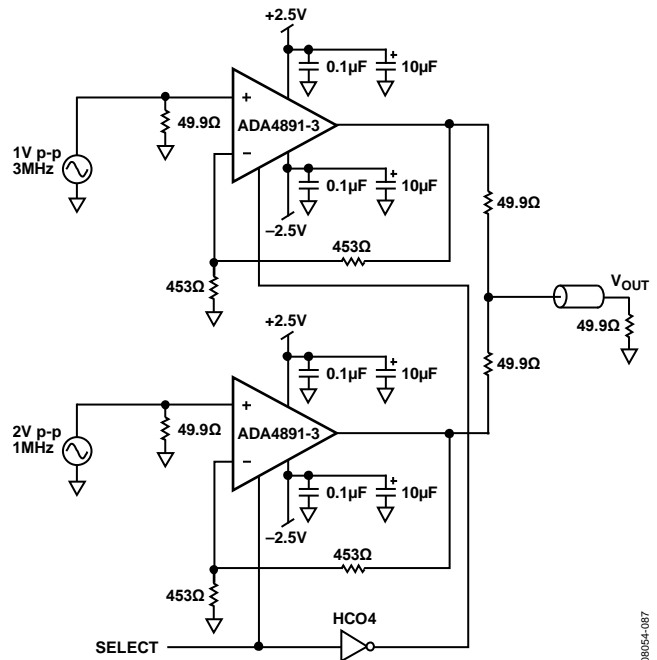 +2.5V
0.1µF
10µF
+
+
ADA4891-3
49.9Ω
−
1V p-p
3MHz
0.1µF
+
10µF
49.9Ω
−2.5V
453Ω
453Ω
VOUT
49.9Ω
+2.5V
0.1µF
+
10µF
49.9Ω
+
ADA4891-3
49.9Ω
−
2V p-p
1MHz
0.1µF
+
10µF
−2.5V
453Ω
453Ω
HCO4
SELECT
08054-087